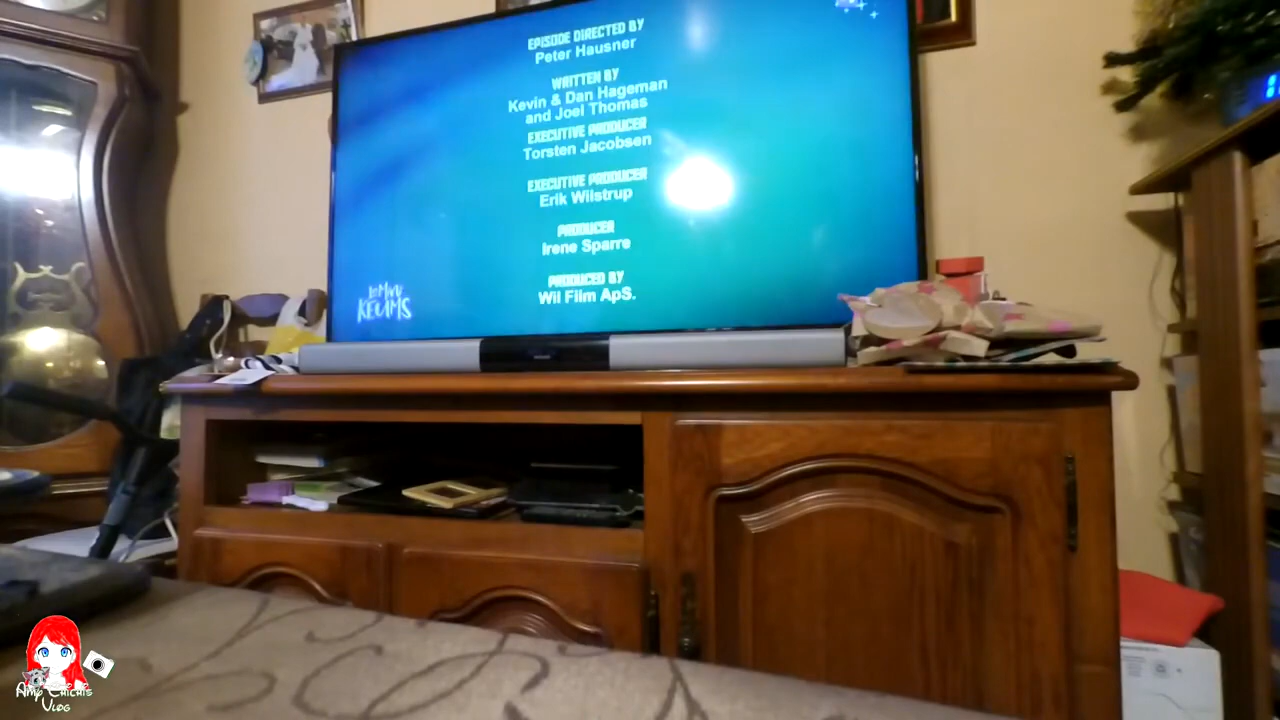 EPISODE DIRECTED BY
Peter Hausner
WRITTEN BY
Kevin & Dan Hageman
and Joel Thomas
EXECUTIVE PRODUCER
Torsten Jacobsen
EXECUTIVE PRODUCER
Erik Wilstrup
PRODUCER
Irene Sparre
PRODUCED BY
Wil Film ApS.
Vlog